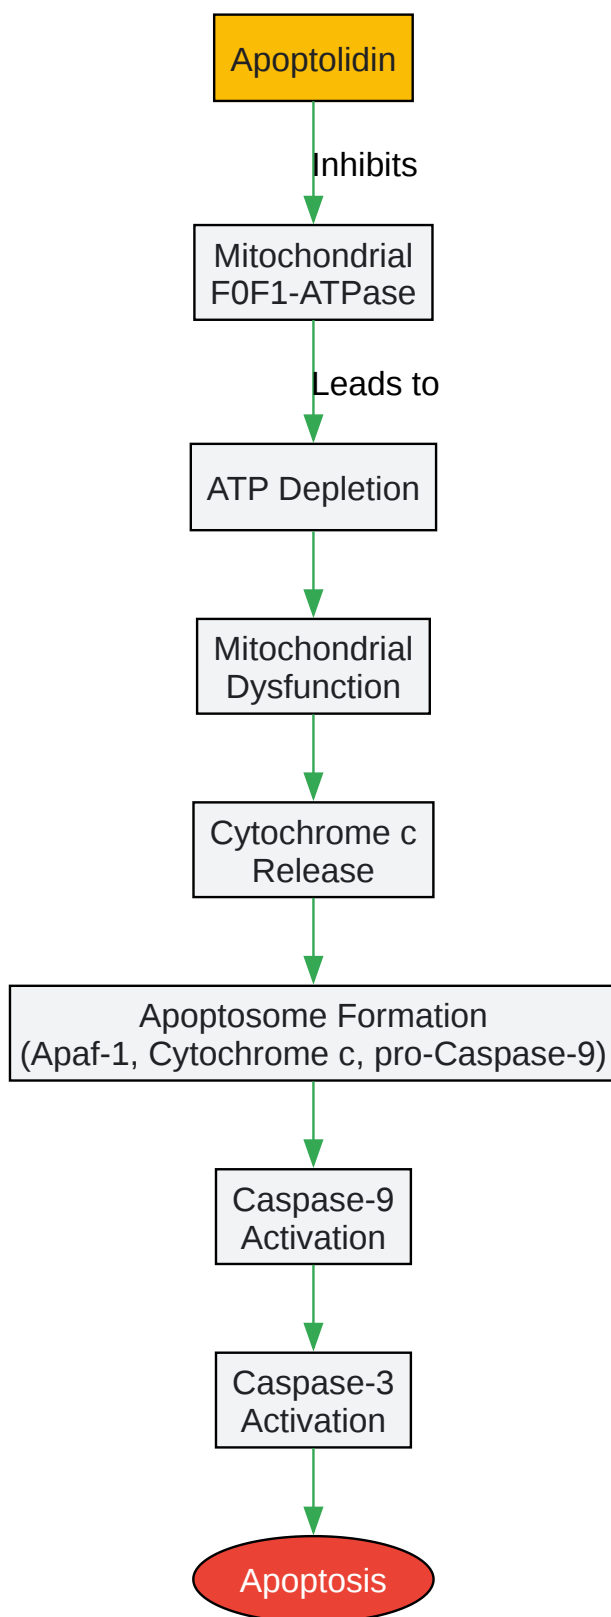 Apoptolidin
Inhibits
Mitochondrial
F0F1-ATPase
Leads to
ATP Depletion
Mitochondrial
Dysfunction
Cytochrome c
Release
Apoptosome Formation
(Apaf-1, Cytochrome c, pro-Caspase-9)
Caspase-9
Activation
Caspase-3
Activation
Apoptosis